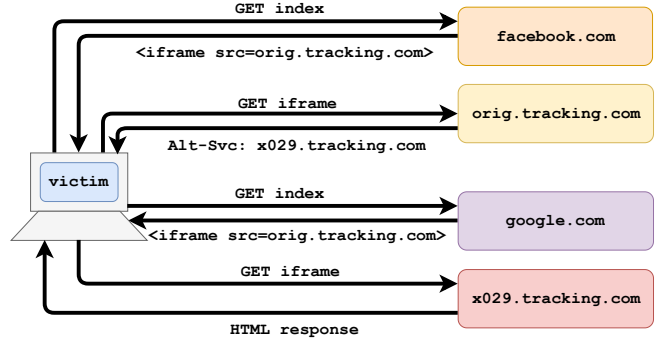 GET index
facebook.com
<iframe src=orig.tracking.com>
GET iframe
orig.tracking.com
Alt-Svc: x029.tracking.com
victim
GET index
google.com
<iframe src=orig.tracking.com>
GET iframe
x029.tracking.com
HTML response